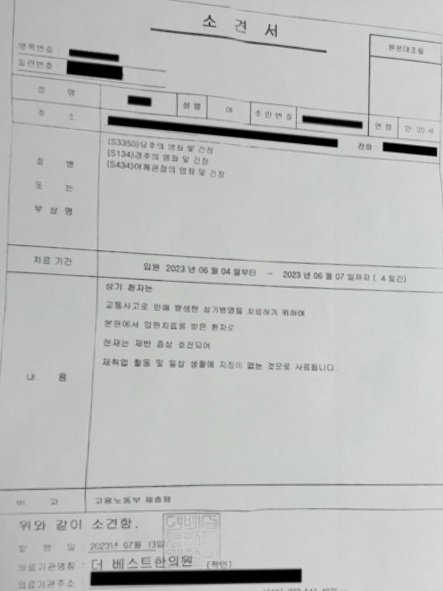 소 견 서
원본대조필
병록번호 :
일련번호 :
성 명
성 별
여
주민번호
연 령
만 30 세
주 소
전화 :
질 병
또 는
부 상 명
(S3350)요추의 염좌 및 긴장
(S134)경추의 염좌 및 긴장
(S434)어깨관절의 염좌 및 긴장
치료 기간
입원 2023 년 06 월 04 일부터 - 2023 년 06 월 07 일까지 ( 4 일간)
내 용
상기 환자는
교통사고로 인해 발생한 상기병명을 치료하기 위하여
본원에서 입원치료를 받은 환자로
현재는 제반 증상 호전되어
재취업 활동 및 일상 생활에 지장이 없는 것으로 사료됩니다.
비 고
고용노동부 제출용
위와 같이 소견함.
발 행 일 : 2023년 07월 13일
의료기관명칭 : 더 베스트한의원 (직인)
의료기관주소 :